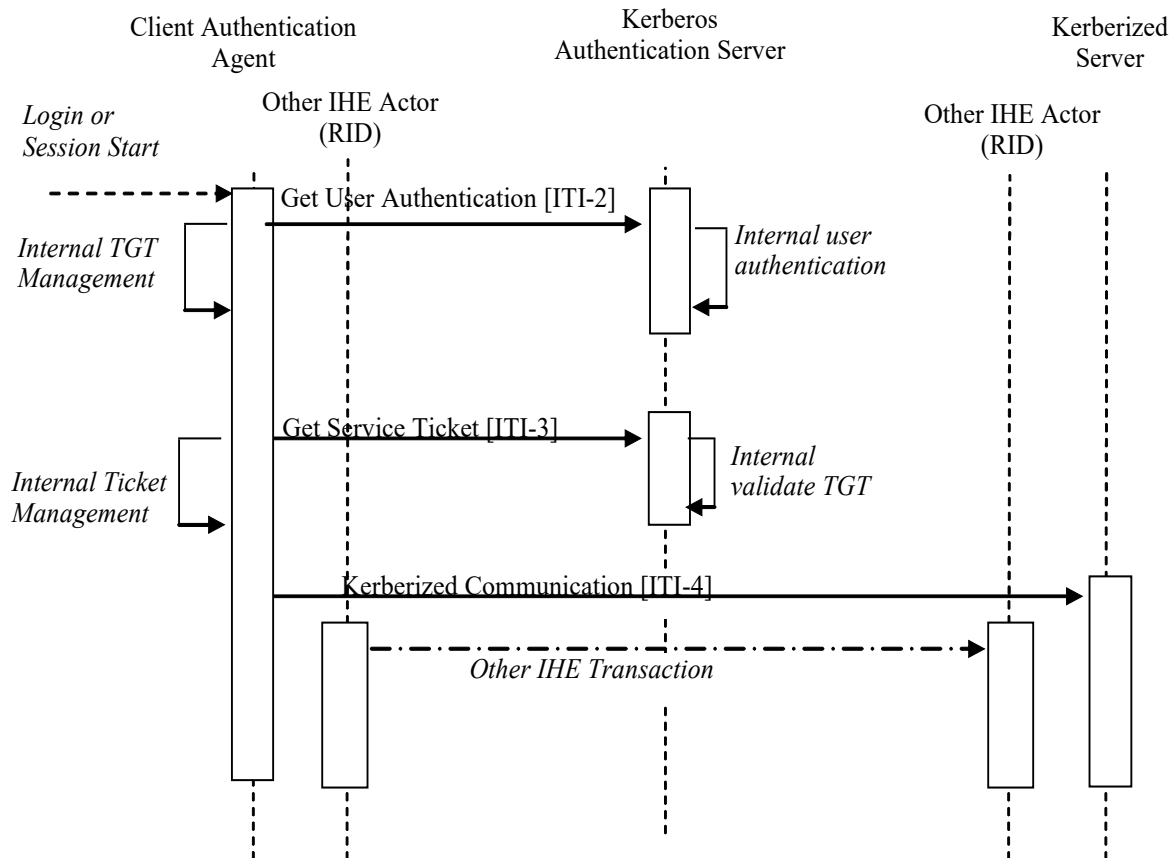 Client Authentication
Agent
Kerberos
Authentication Server
Kerberized
Server
Other IHE Actor
(RID)
Other IHE Actor
(RID)
Login or
Session Start
Get User Authentication [ITI-2]
Internal TGT
Management
Internal user
authentication
Get Service Ticket [ITI-3]
Internal Ticket
Management
Internal
validate TGT
Kerberized Communication [ITI-4]
Other IHE Transaction